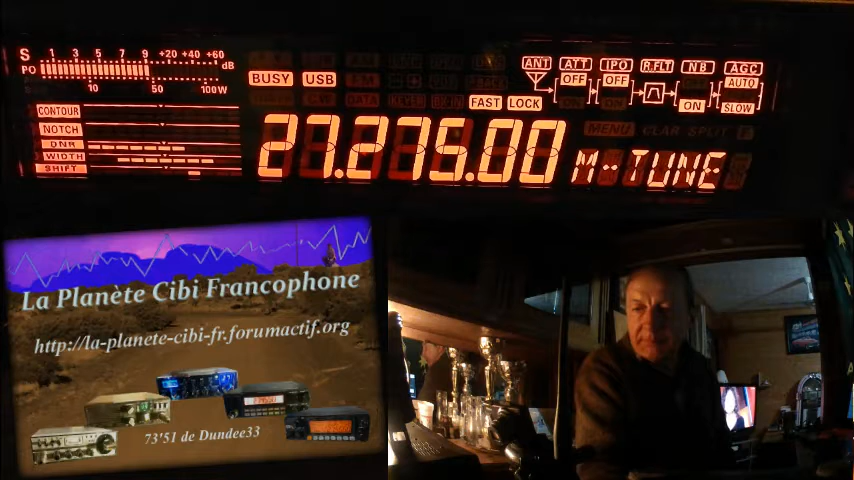 S 1 3 5 7 9 +20 +40 +60 dB
PO 10 50 100W
BUSY USB
ANT ATT IPO R.FLT NB AGC
OFF OFF AUTO
ON ON ON SLOW
FAST LOCK
CONTOUR
NOTCH
DNR
WIDTH
SHIFT
27.275.00
MENU CLAR SPLIT
M-TUNE
La Planète Cibi Francophone
http://la-planete-cibi-fr.forumactif.org
73'51 de Dundee33